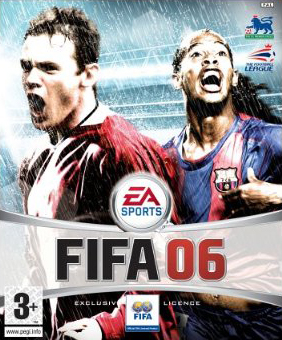 THE FOOTBALL
LEAGUE
EA
SPORTS
FIFA 06
EXCLUSIVE LICENCE
FIFA
3+
www.pegi.info